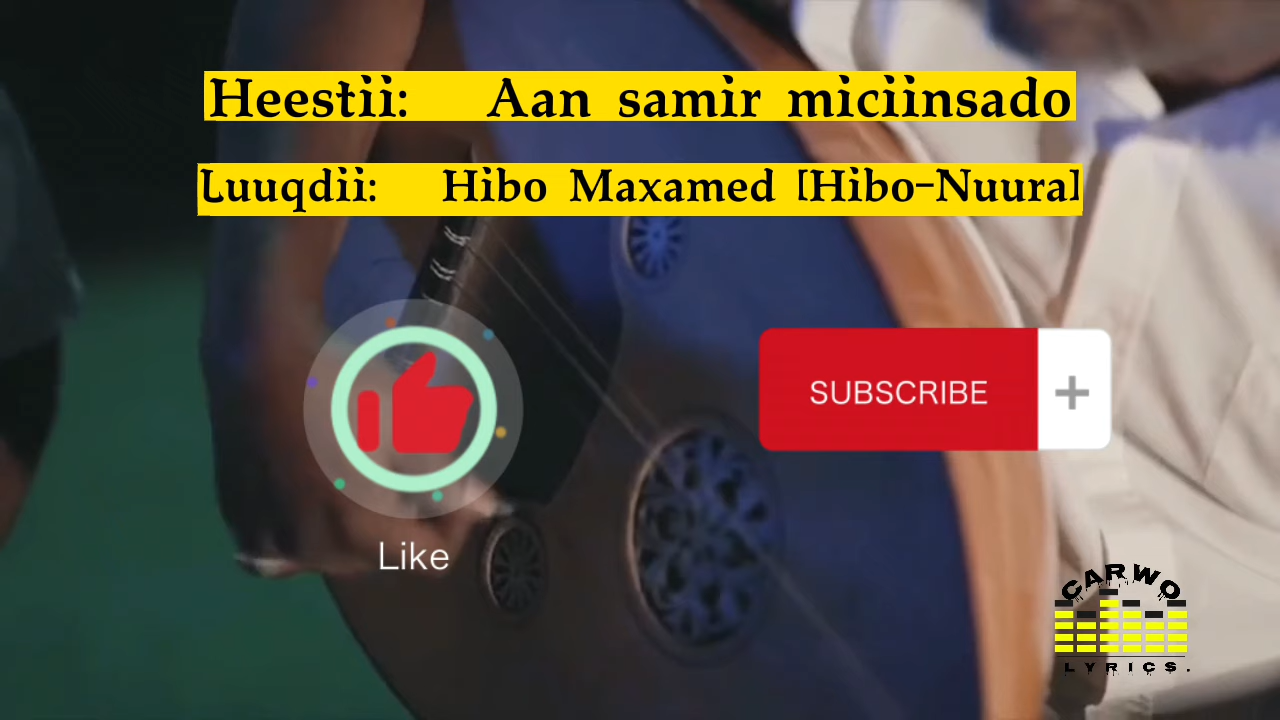 Heestii: Aan samir miciinsado
Luuqdii: Hibo Maxamed [Hibo-Nuura]
SUBSCRIBE +
Like
CARWO
LYRICS.